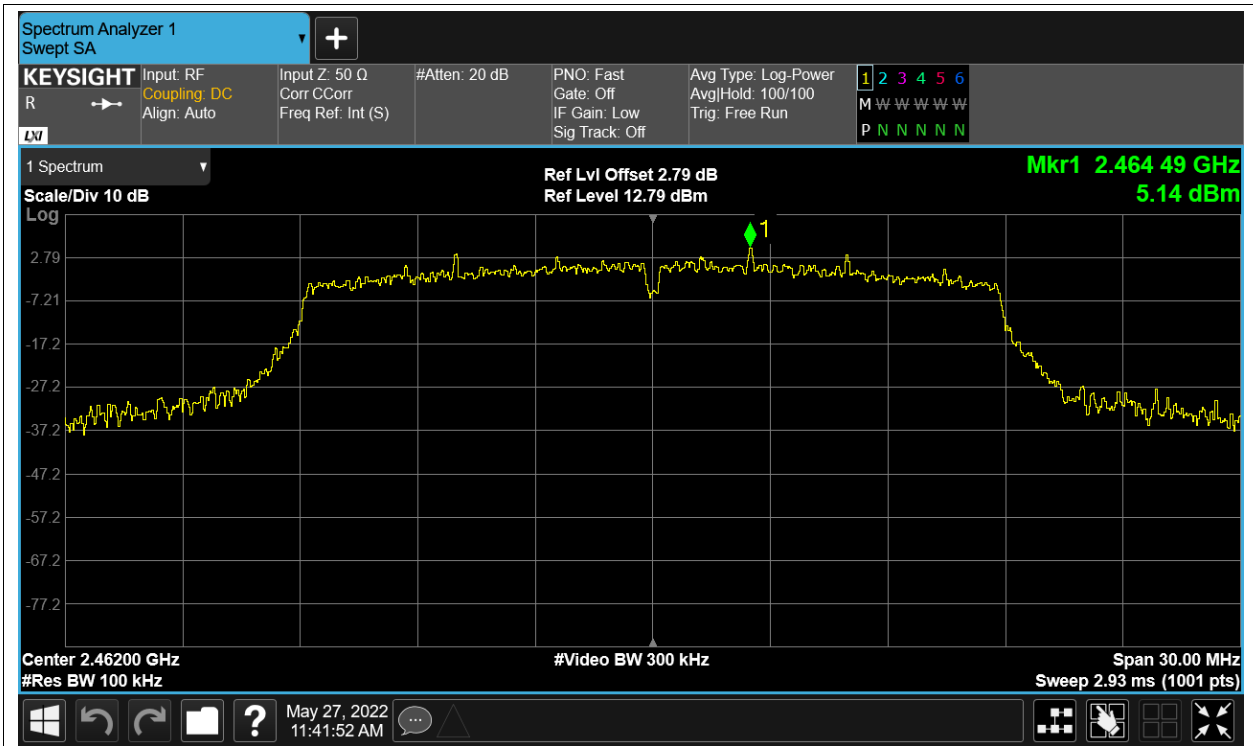 Spectrum Analyzer 1
Swept SA
KEYSIGHT
R
LXI
Input: RF
Coupling: DC
Align: Auto
Input Z: 50 Ω
Corr CCorr
Freq Ref: Int (S)
#Atten: 20 dB
PNO: Fast
Gate: Off
IF Gain: Low
Sig Track: Off
Avg Type: Log-Power
Avg|Hold: 100/100
Trig: Free Run
1 2 3 4 5 6
M W W W W W W
P N N N N N
1 Spectrum
Scale/Div 10 dB
Log
Ref Lvl Offset 2.79 dB
Ref Level 12.79 dBm
Mkr1 2.464 49 GHz
5.14 dBm
1
2.79
-7.21
-17.2
-27.2
-37.2
-47.2
-57.2
-67.2
-77.2
Center 2.46200 GHz
#Res BW 100 kHz
#Video BW 300 kHz
Span 30.00 MHz
Sweep 2.93 ms (1001 pts)
?
May 27, 2022
11:41:52 AM